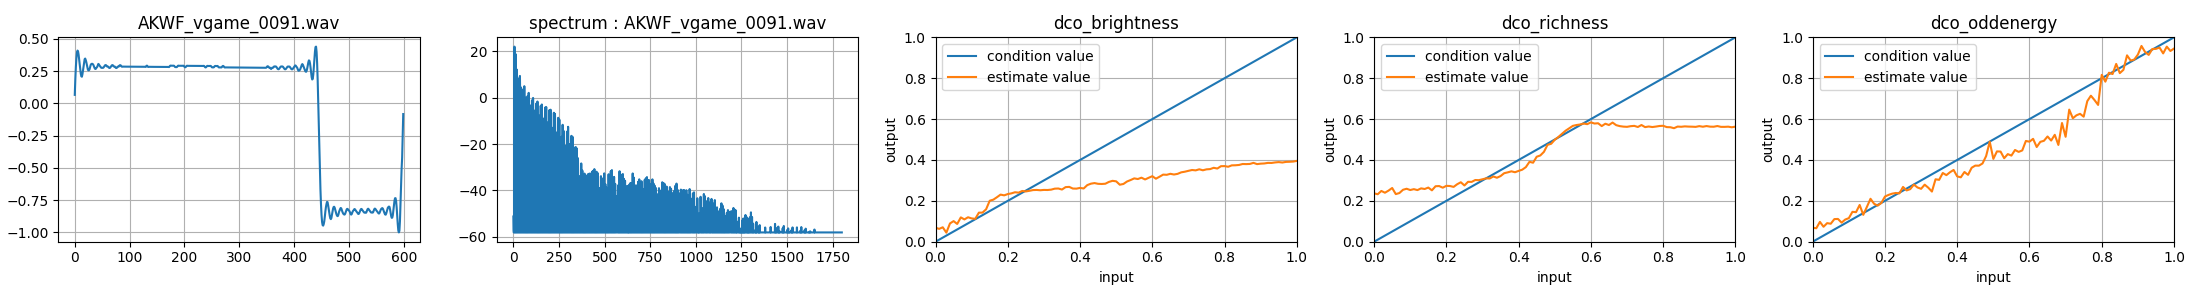 AKWF_vgame_0091.wav
0.50
0.25
0.00
−0.25
−0.50
−0.75
−1.00
0 100 200 300 400 500 600
spectrum : AKWF_vgame_0091.wav
20
0
−20
−40
−60
0 250 500 750 1000 1250 1500 1750
dco_brightness
condition value
estimate value
output
1.0
0.8
0.6
0.4
0.2
0.0
0.0 0.2 0.4 0.6 0.8 1.0
input
dco_richness
condition value
estimate value
output
1.0
0.8
0.6
0.4
0.2
0.0
0.0 0.2 0.4 0.6 0.8 1.0
input
dco_oddenergy
condition value
estimate value
output
1.0
0.8
0.6
0.4
0.2
0.0
0.0 0.2 0.4 0.6 0.8 1.0
input